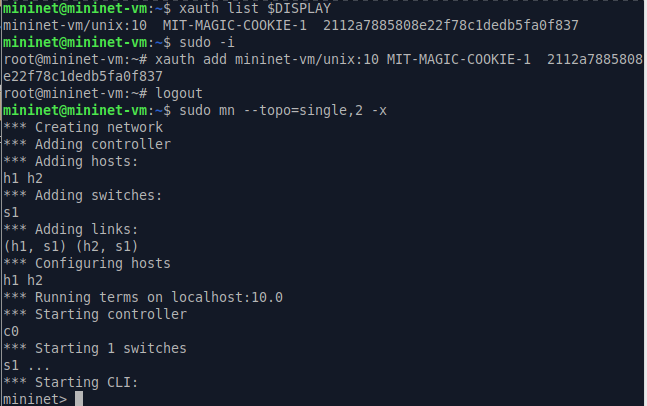 mininet@mininet-vm:~$ xauth list $DISPLAY
mininet-vm/unix:10  MIT-MAGIC-COOKIE-1  2112a7885808e22f78c1dedb5fa0f837
mininet@mininet-vm:~$ sudo -i
root@mininet-vm:~# xauth add mininet-vm/unix:10 MIT-MAGIC-COOKIE-1  2112a7885808
e22f78c1dedb5fa0f837
root@mininet-vm:~# logout
mininet@mininet-vm:~$ sudo mn --topo=single,2 -x
*** Creating network
*** Adding controller
*** Adding hosts:
h1 h2
*** Adding switches:
s1
*** Adding links:
(h1, s1) (h2, s1)
*** Configuring hosts
h1 h2
*** Running terms on localhost:10.0
*** Starting controller
c0
*** Starting 1 switches
s1 ...
*** Starting CLI:
mininet>